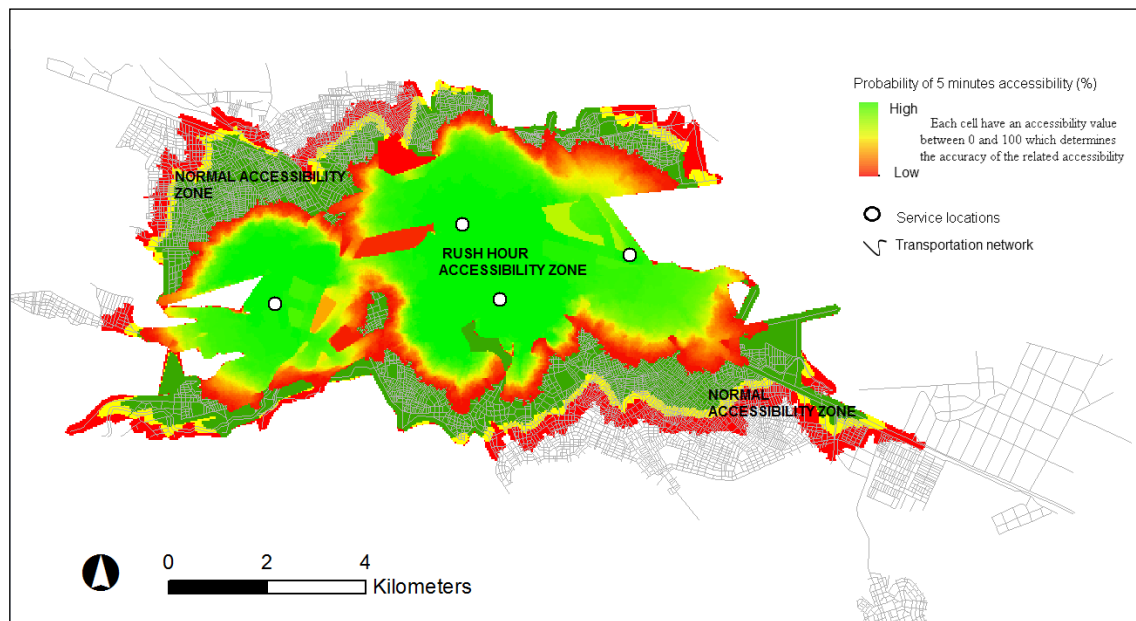 Probability of 5 minutes accessibility (%)
High
Each cell have an accessibility value
between 0 and 100 which determines
the accuracy of the related accessibility
Low
Service locations
Transportation network
NORMAL ACCESSIBILITY
ZONE
RUSH HOUR
ACCESSIBILITY ZONE
NORMAL
ACCESSIBILITY ZONE
0 2 4
Kilometers